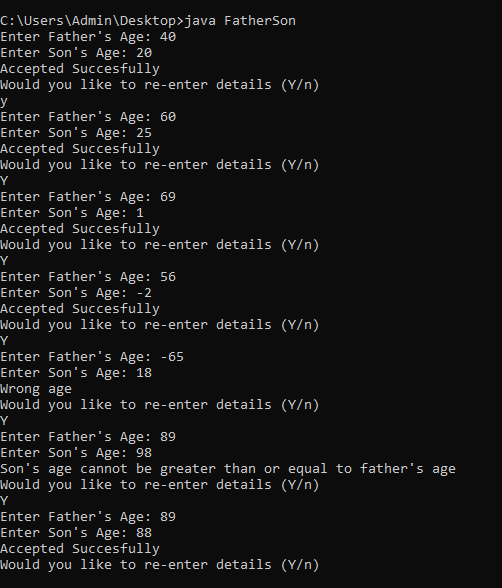 C:\Users\Admin\Desktop>java FatherSon
Enter Father's Age: 40
Enter Son's Age: 20
Accepted Succesfully
Would you like to re-enter details (Y/n)
y
Enter Father's Age: 60
Enter Son's Age: 25
Accepted Succesfully
Would you like to re-enter details (Y/n)
Y
Enter Father's Age: 69
Enter Son's Age: 1
Accepted Succesfully
Would you like to re-enter details (Y/n)
Y
Enter Father's Age: 56
Enter Son's Age: -2
Accepted Succesfully
Would you like to re-enter details (Y/n)
Y
Enter Father's Age: -65
Enter Son's Age: 18
Wrong age
Would you like to re-enter details (Y/n)
Y
Enter Father's Age: 89
Enter Son's Age: 98
Son's age cannot be greater than or equal to father's age
Would you like to re-enter details (Y/n)
Y
Enter Father's Age: 89
Enter Son's Age: 88
Accepted Succesfully
Would you like to re-enter details (Y/n)